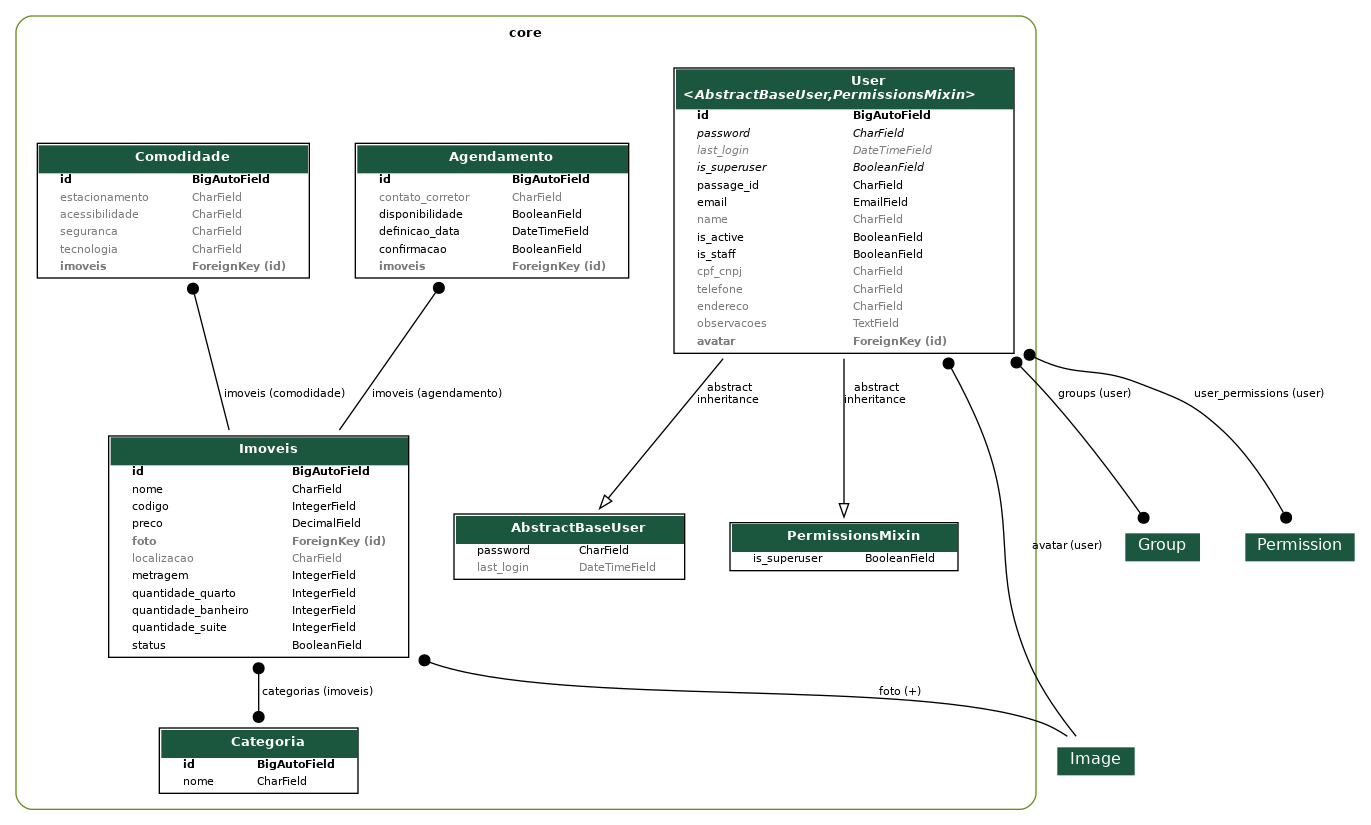 core
User
<AbstractBaseUser,PermissionsMixin>
id BigAutoField
password CharField
last_login DateTimeField
is_superuser BooleanField
passage_id CharField
email EmailField
name CharField
is_active BooleanField
is_staff BooleanField
cpf_cnpj CharField
telefone CharField
endereco CharField
observacoes TextField
avatar ForeignKey (id)
Comodidade
id BigAutoField
estacionamento CharField
acessibilidade CharField
seguranca CharField
tecnologia CharField
imoveis ForeignKey (id)
Agendamento
id BigAutoField
contato_corretor CharField
disponibilidade BooleanField
definicao_data DateTimeField
confirmacao BooleanField
imoveis ForeignKey (id)
imoveis (comodidade)
imoveis (agendamento)
abstract
inheritance
abstract
inheritance
groups (user)
user_permissions (user)
Imoveis
id BigAutoField
nome CharField
codigo IntegerField
preco DecimalField
foto ForeignKey (id)
localizacao CharField
metragem IntegerField
quantidade_quarto IntegerField
quantidade_banheiro IntegerField
quantidade_suite IntegerField
status BooleanField
AbstractBaseUser
password CharField
last_login DateTimeField
PermissionsMixin
is_superuser BooleanField
avatar (user)
Group
Permission
categorias (imoveis)
foto (+)
Categoria
id BigAutoField
nome CharField
Image